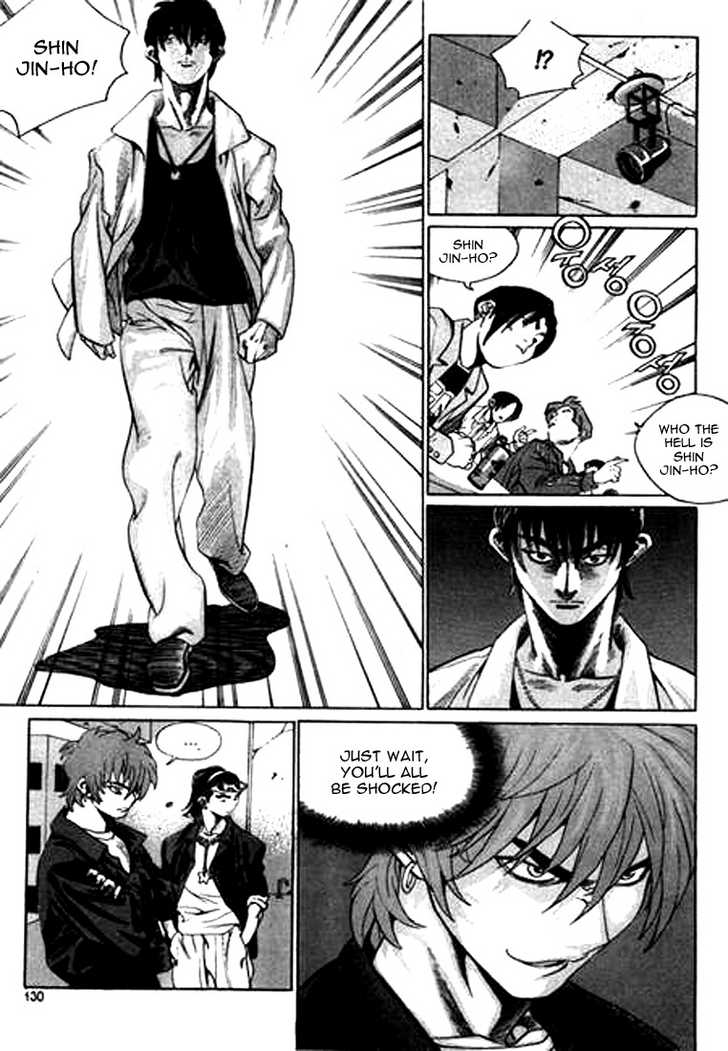 SHIN
JIN-HO!
!?
SHIN
JIN-HO?
WHO THE
HELL IS
SHIN
JIN-HO?
...
JUST WAIT,
YOU'LL ALL
BE SHOCKED!
130